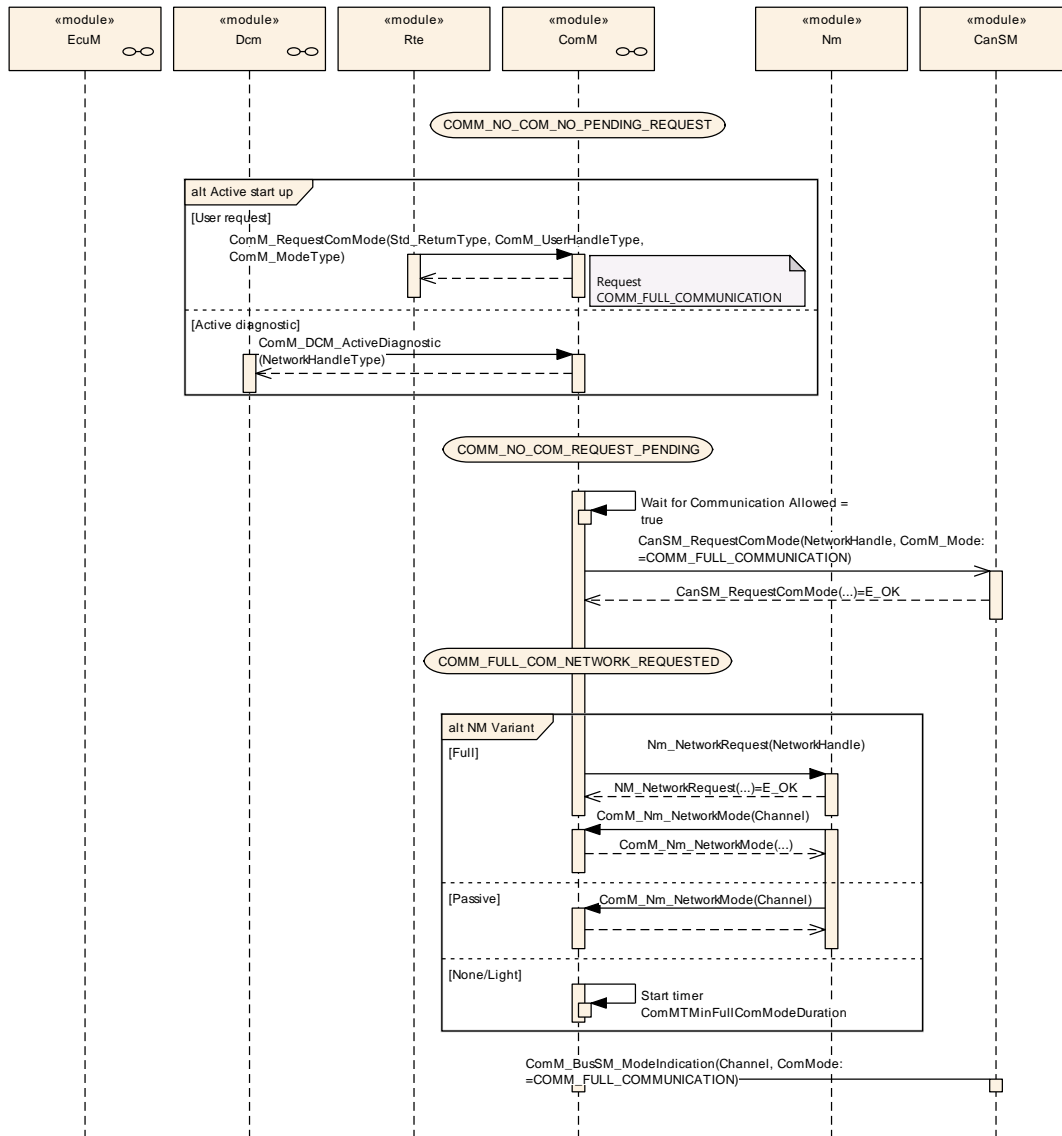 «module»
EcuM
«module»
Dcm
«module»
Rte
«module»
ComM
«module»
Nm
«module»
CanSM
COMM_NO_COM_NO_PENDING_REQUEST
alt Active start up
[User request]
ComM_RequestComMode(Std_ReturnType, ComM_UserHandleType,
ComM_ModeType)
Request
COMM_FULL_COMMUNICATION
[Active diagnostic]
ComM_DCM_ActiveDiagnostic
(NetworkHandleType)
COMM_NO_COM_REQUEST_PENDING
Wait for Communication Allowed =
true
CanSM_RequestComMode(NetworkHandle, ComM_Mode:
=COMM_FULL_COMMUNICATION)
CanSM_RequestComMode(...)=E_OK
COMM_FULL_COM_NETWORK_REQUESTED
alt NM Variant
[Full]
Nm_NetworkRequest(NetworkHandle)
NM_NetworkRequest(...)=E_OK
ComM_Nm_NetworkMode(Channel)
ComM_Nm_NetworkMode(...)
[Passive]
ComM_Nm_NetworkMode(Channel)
[None/Light]
Start timer
ComMTMinFullComModeDuration
ComM_BusSM_ModeIndication(Channel, ComMode:
=COMM_FULL_COMMUNICATION)